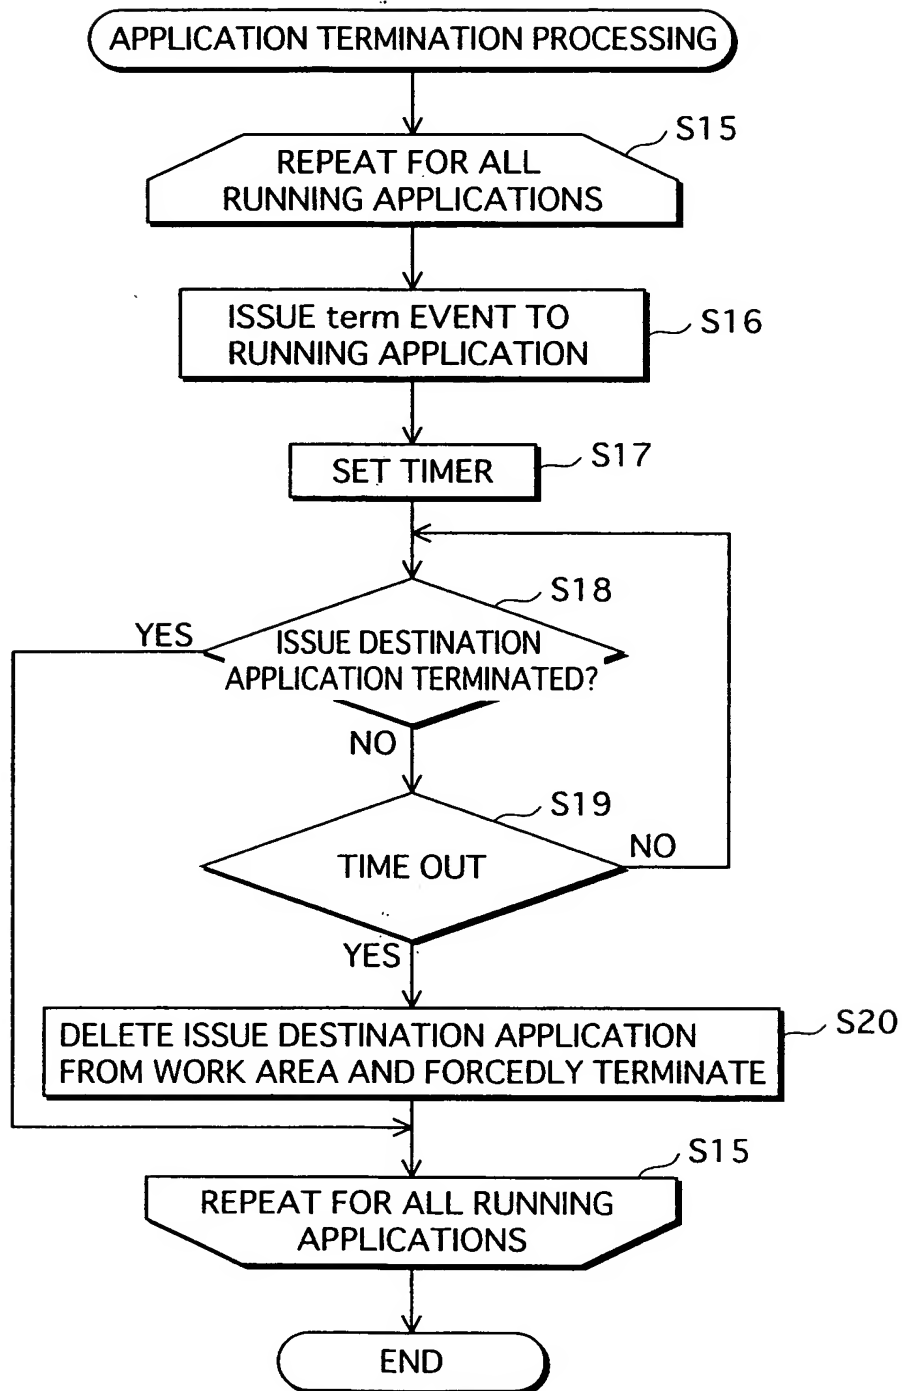 APPLICATION TERMINATION PROCESSING
S15
REPEAT FOR ALL
RUNNING APPLICATIONS
ISSUE term EVENT TO
RUNNING APPLICATION
S16
SET TIMER
S17
S18
YES
ISSUE DESTINATION
APPLICATION TERMINATED?
NO
S19
TIME OUT
NO
YES
DELETE ISSUE DESTINATION APPLICATION
FROM WORK AREA AND FORCEDLY TERMINATE
S20
S15
REPEAT FOR ALL RUNNING
APPLICATIONS
END